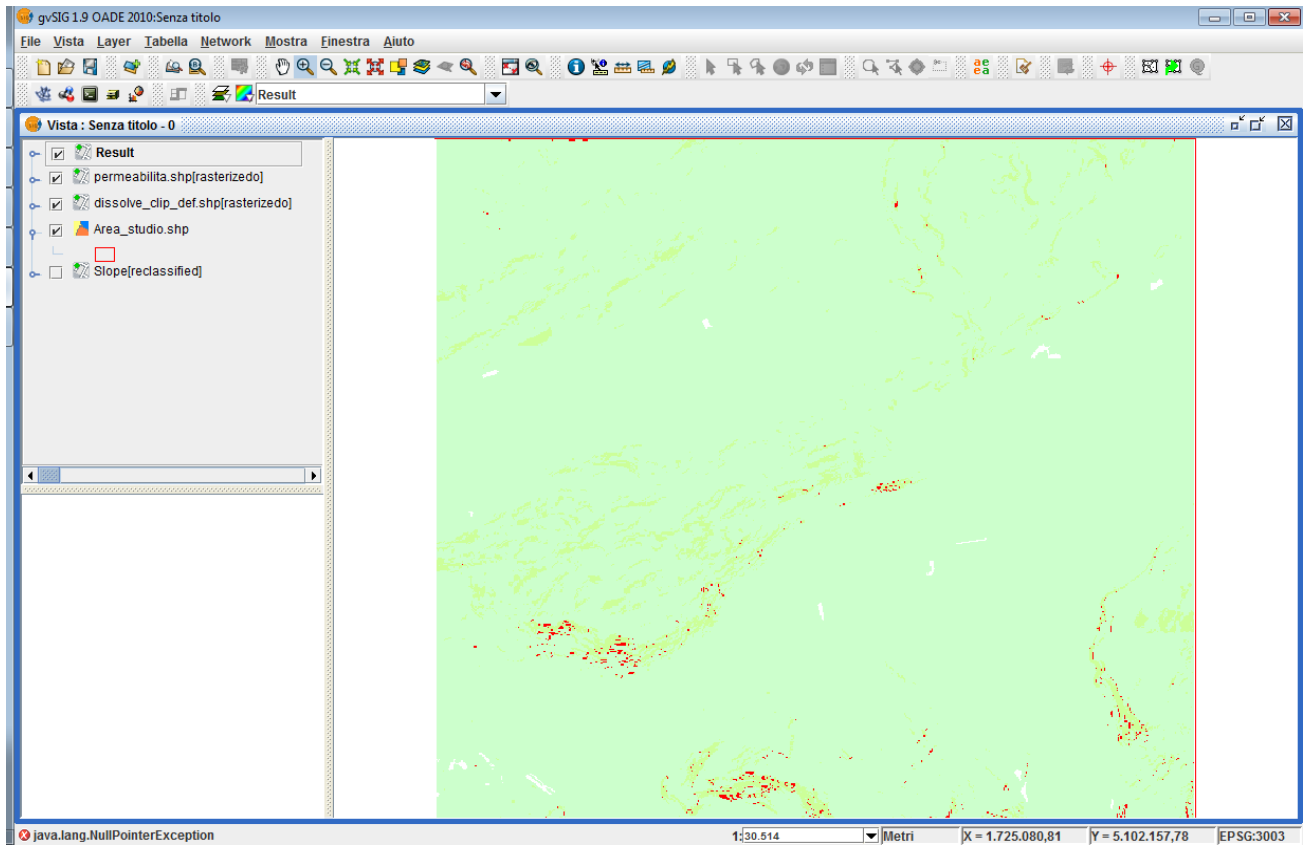 gvSIG 1.9 OADE 2010:Senza titolo
File Vista Layer Tabella Network Mostra Finestra Aiuto
Result
Vista : Senza titolo - 0
Result
permeabilita.shp[rasterizedo]
dissolve_clip_def.shp[rasterizedo]
Area_studio.shp
Slope[reclassified]
java.lang.NullPointerException
1:30.514
Metri
X = 1.725.080,81
Y = 5.102.157,78
EPSG:3003